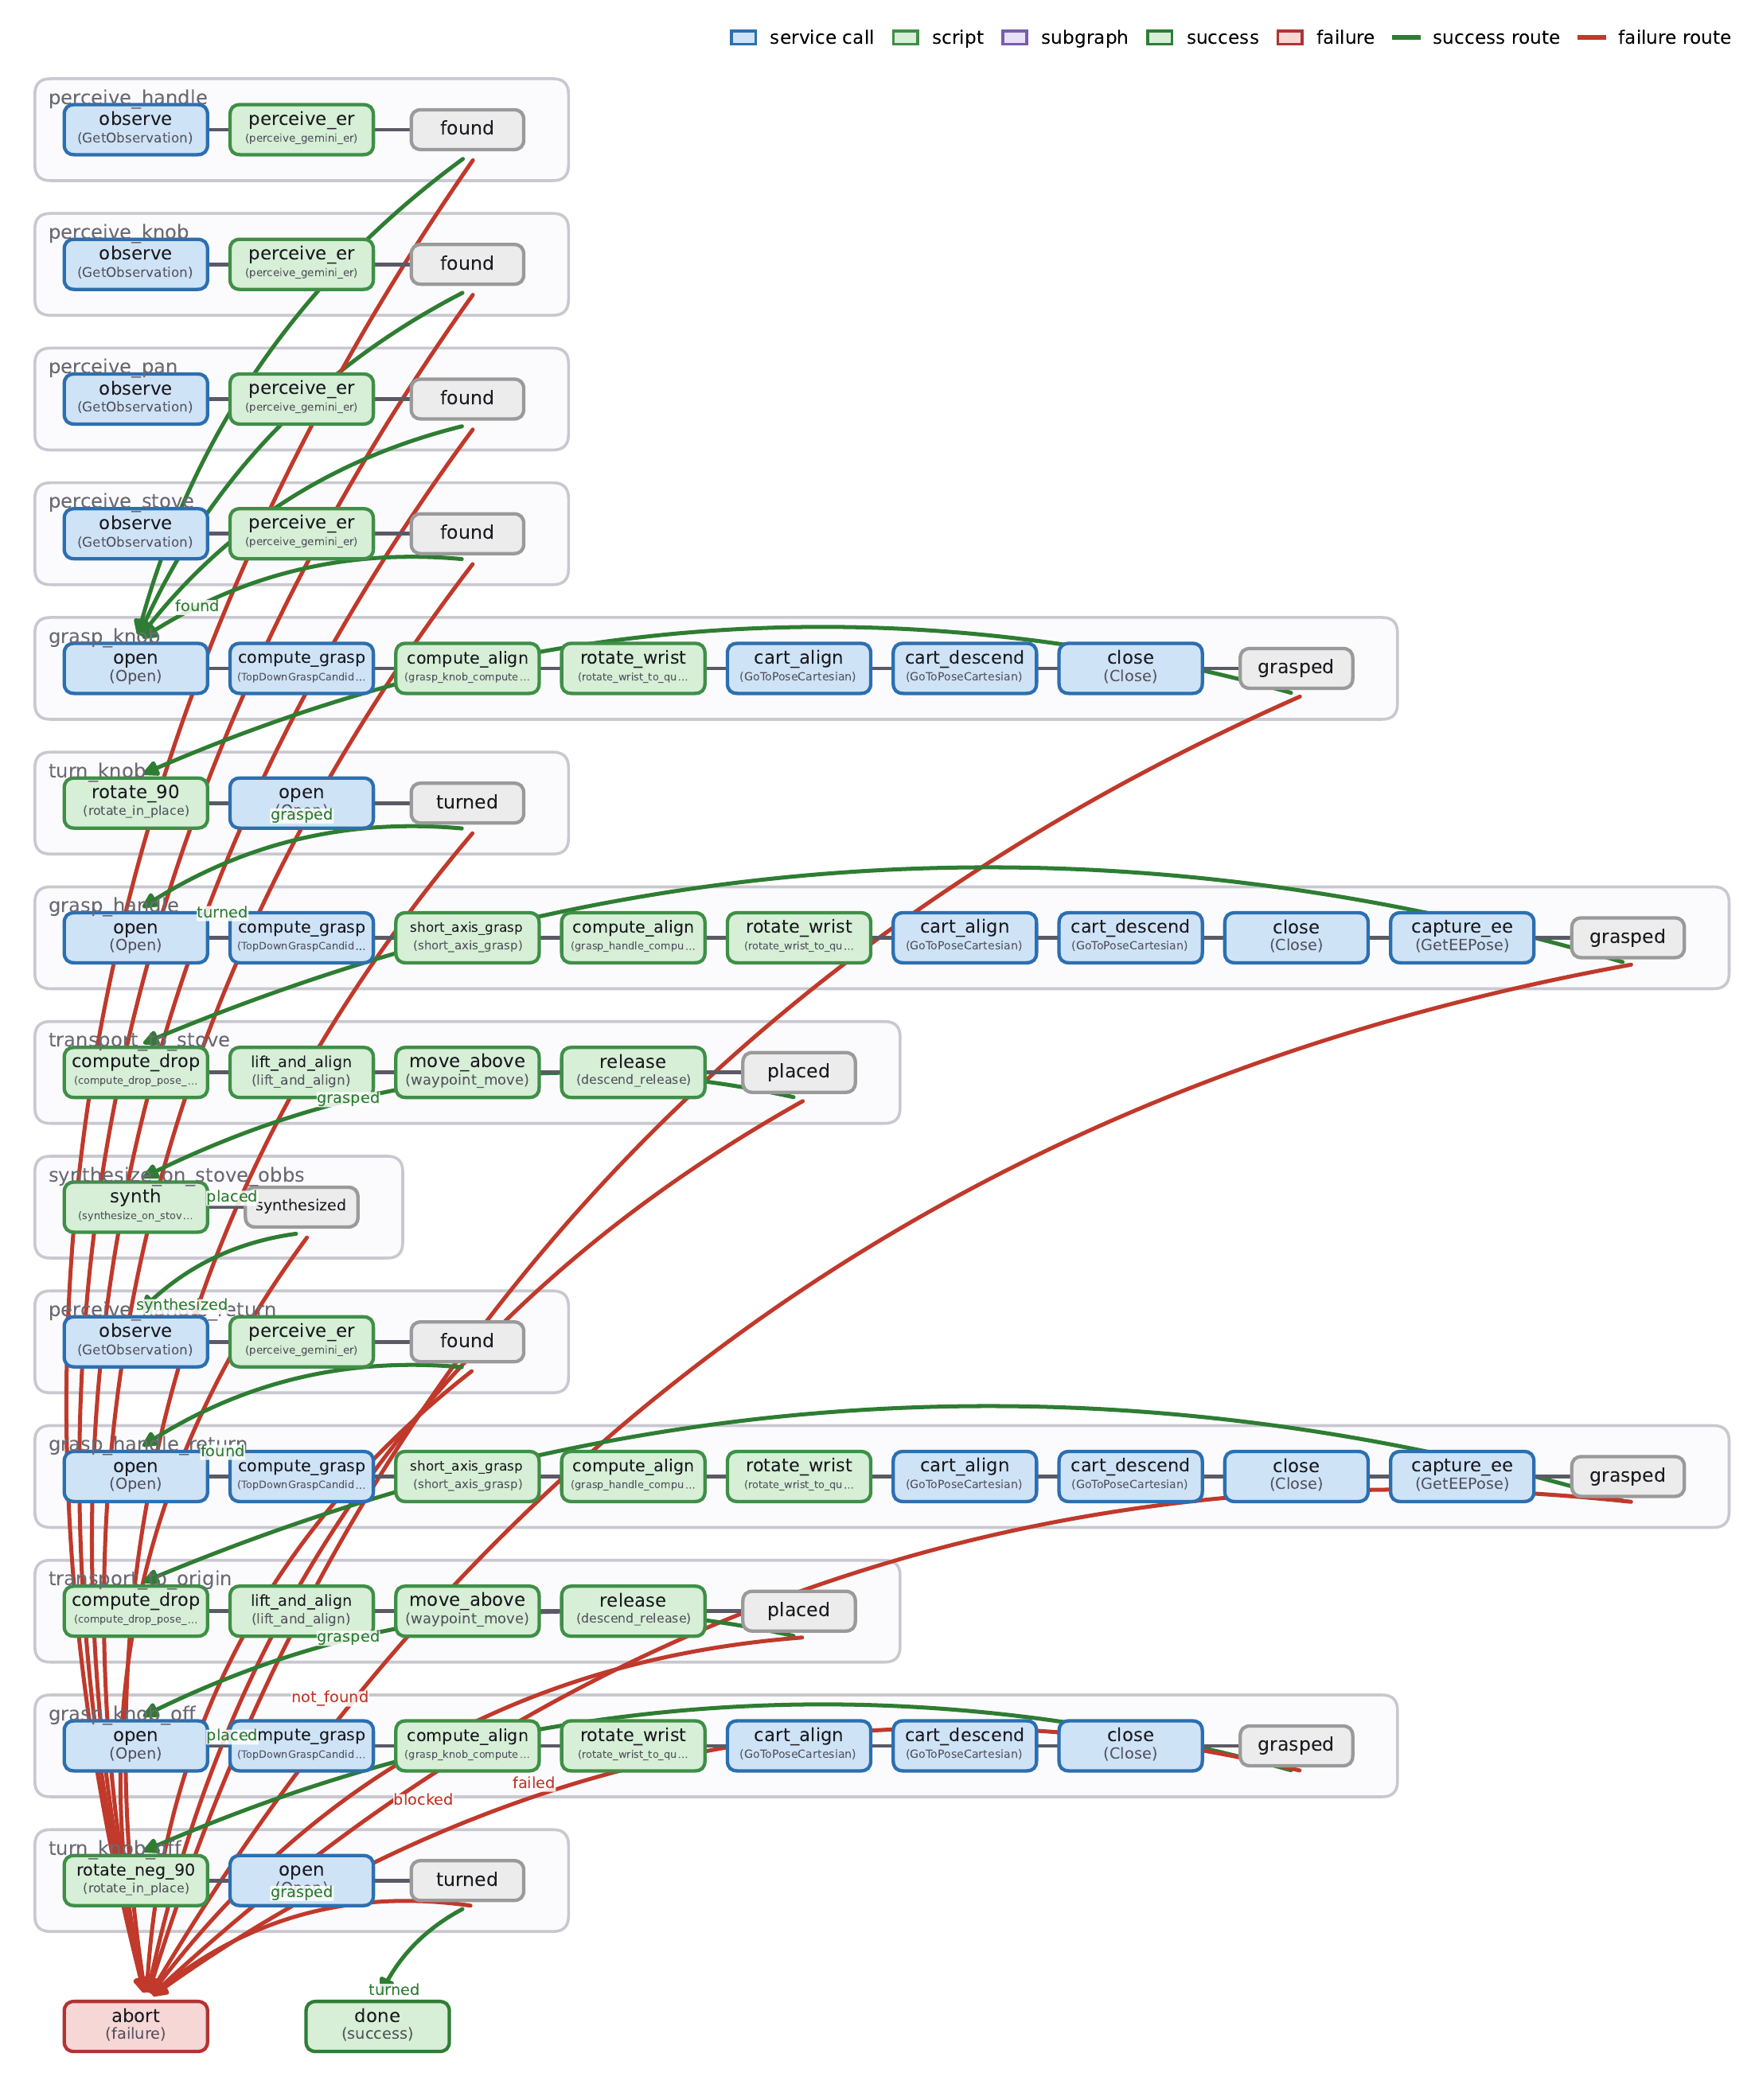 service call
script
subgraph
success
failure
success route
failure route
perceive_handle
observe
(GetObservation)
perceive_er
(perceive_gemini_er)
found
perceive_knob
observe
(GetObservation)
perceive_er
(perceive_gemini_er)
found
perceive_pan
observe
(GetObservation)
perceive_er
(perceive_gemini_er)
found
perceive_stove
observe
(GetObservation)
perceive_er
(perceive_gemini_er)
found
found
grasp_knob
open
(Open)
compute_grasp
(TopDownGraspCandid...
compute_align
(grasp_knob_compute...
rotate_wrist
(rotate_wrist_to_qu...
cart_align
(GoToPoseCartesian)
cart_descend
(GoToPoseCartesian)
close
(Close)
grasped
turn_knob
rotate_90
(rotate_in_place)
open
(Open)
grasped
turned
grasp_handle
turned
open
(Open)
compute_grasp
(TopDownGraspCandid...
short_axis_grasp
(short_axis_grasp)
compute_align
(grasp_handle_compu...
rotate_wrist
(rotate_wrist_to_qu...
cart_align
(GoToPoseCartesian)
cart_descend
(GoToPoseCartesian)
close
(Close)
capture_ee
(GetEEPose)
grasped
transport_to_stove
compute_drop
(compute_drop_pose_...
lift_and_align
(lift_and_align)
move_above
(waypoint_move)
release
(descend_release)
placed
grasped
synthesize_on_stove_obbs
synth
(synthesize_on_stov...
placed
synthesized
synthesized
perceive_handle_return
observe
(GetObservation)
perceive_er
(perceive_gemini_er)
found
grasp_handle_return
found
open
(Open)
compute_grasp
(TopDownGraspCandid...
short_axis_grasp
(short_axis_grasp)
compute_align
(grasp_handle_compu...
rotate_wrist
(rotate_wrist_to_qu...
cart_align
(GoToPoseCartesian)
cart_descend
(GoToPoseCartesian)
close
(Close)
capture_ee
(GetEEPose)
grasped
transport_to_origin
compute_drop
(compute_drop_pose_...
lift_and_align
(lift_and_align)
move_above
(waypoint_move)
release
(descend_release)
placed
grasped
not_found
grasp_knob_off
open
(Open)
placed
compute_grasp
(TopDownGraspCandid...
compute_align
(grasp_knob_compute...
rotate_wrist
(rotate_wrist_to_qu...
cart_align
(GoToPoseCartesian)
cart_descend
(GoToPoseCartesian)
close
(Close)
grasped
failed
blocked
turn_knob_off
rotate_neg_90
(rotate_in_place)
open
(Open)
grasped
turned
turned
abort
(failure)
done
(success)